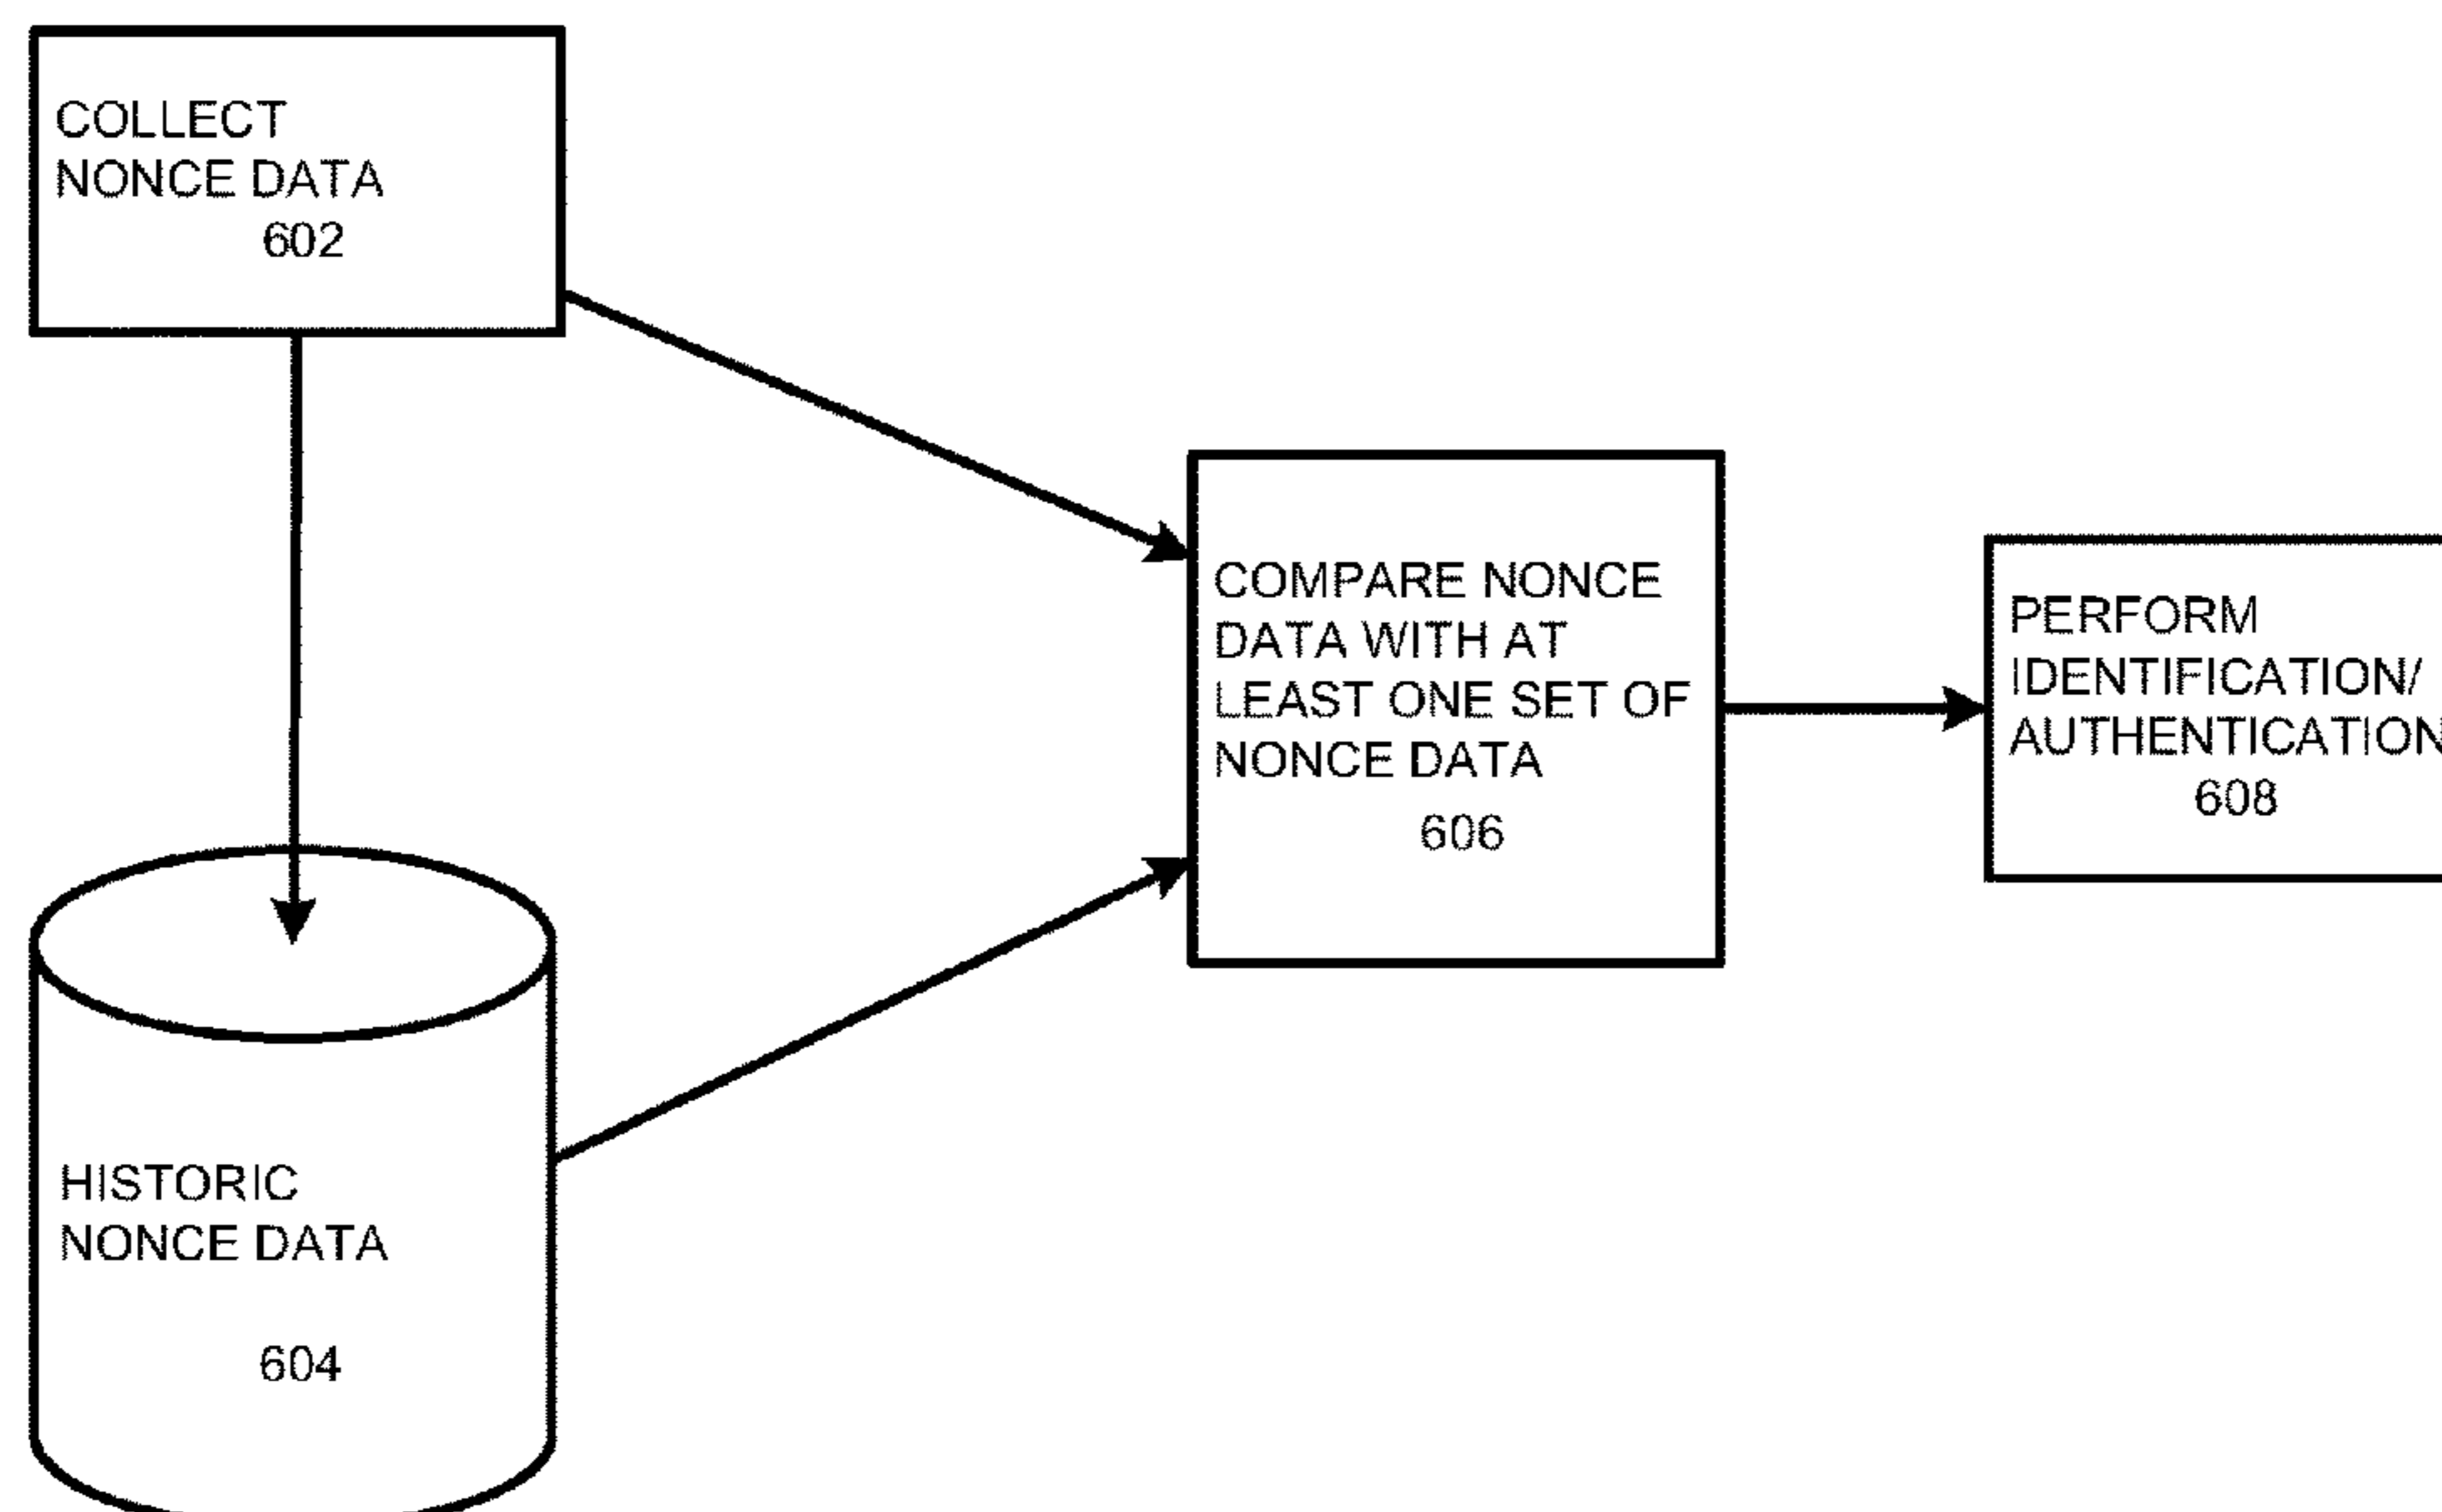 COLLECT
NONCE DATA
602
COMPARE NONCE
DATA WITH AT
LEAST ONE SET OF
NONCE DATA
606
PERFORM
IDENTIFICATION/
AUTHENTICATION
608
HISTORIC
NONCE DATA
604